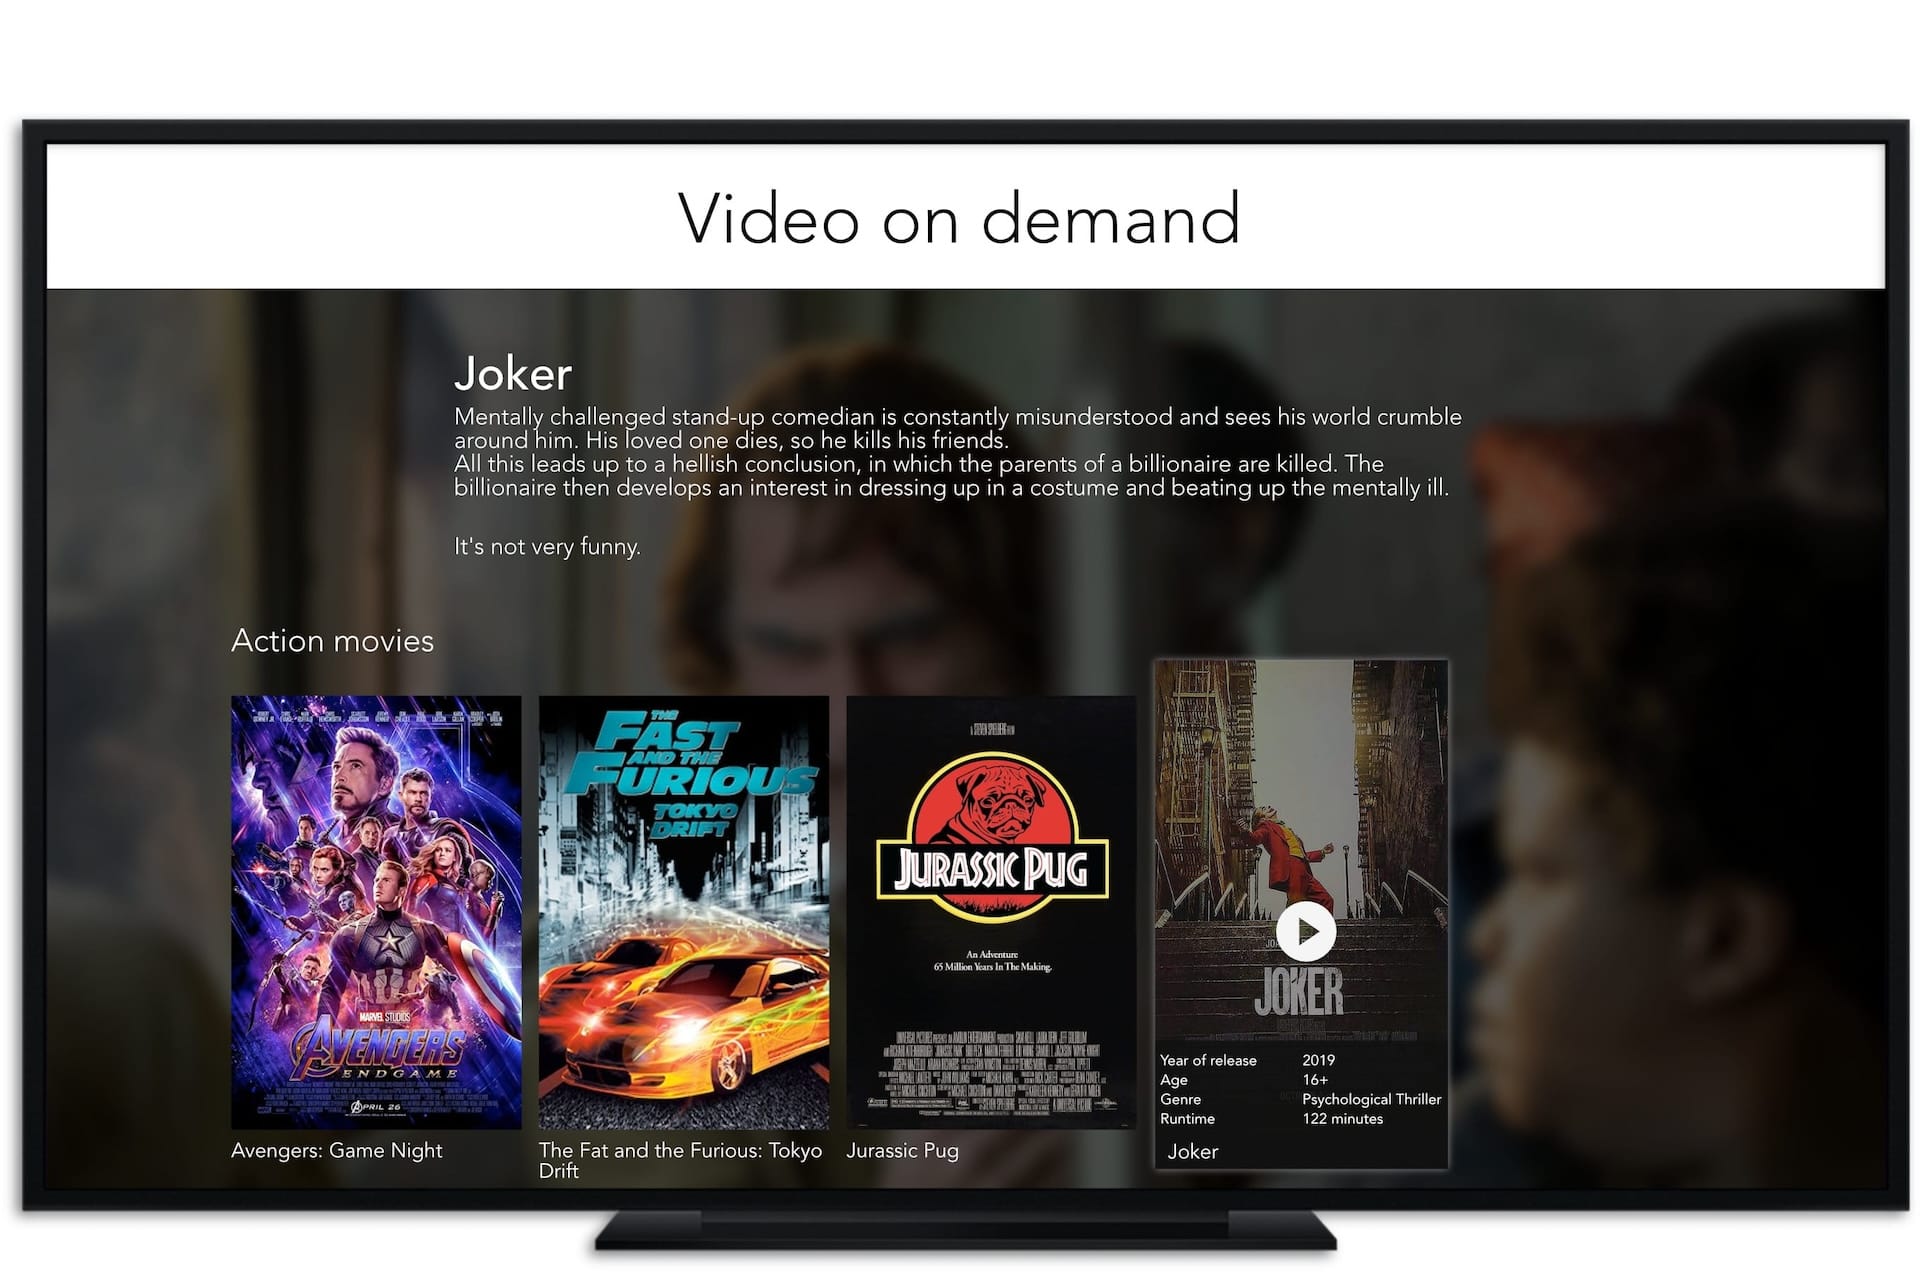 Video on demand
Joker
Mentally challenged stand-up comedian is constantly misunderstood and sees his world crumble
around him. His loved one dies, so he kills his friends.
All this leads up to a hellish conclusion, in which the parents of a billionaire are killed. The
billionaire then develops an interest in dressing up in a costume and beating up the mentally ill.
It's not very funny.
Action movies
MARVEL STUDIOS
AVENGERS
ENDGAME
APRIL 26
Avengers: Game Night
THE
FAST
AND THE
FURIOUS
TOKYO
DRIFT
The Fat and the Furious: Tokyo
Drift
A STEVEN SPIELBERG FILM
JURASSIC PUG
An Adventure
65 Million Years In The Making.
Jurassic Pug
JOKER
Year of release 2019
Age 16+
Genre Psychological Thriller
Runtime 122 minutes
Joker